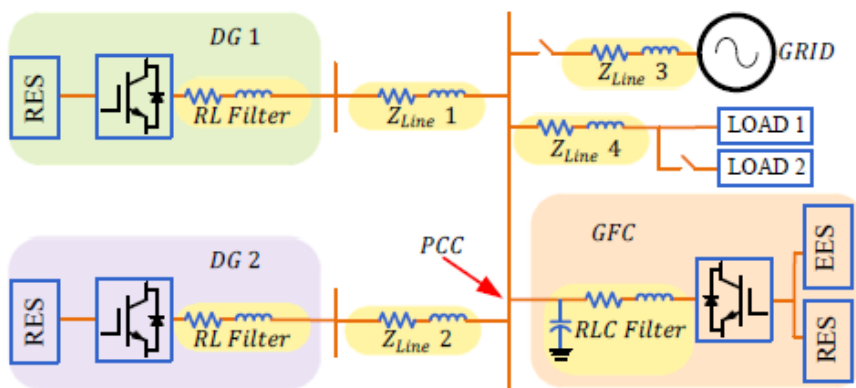 DG 1
RES
RL Filter
Z_Line 1
Z_Line 3
GRID
Z_Line 4
LOAD 1
LOAD 2
PCC
GFC
DG 2
RES
RL Filter
Z_Line 2
RLC Filter
EES
RES